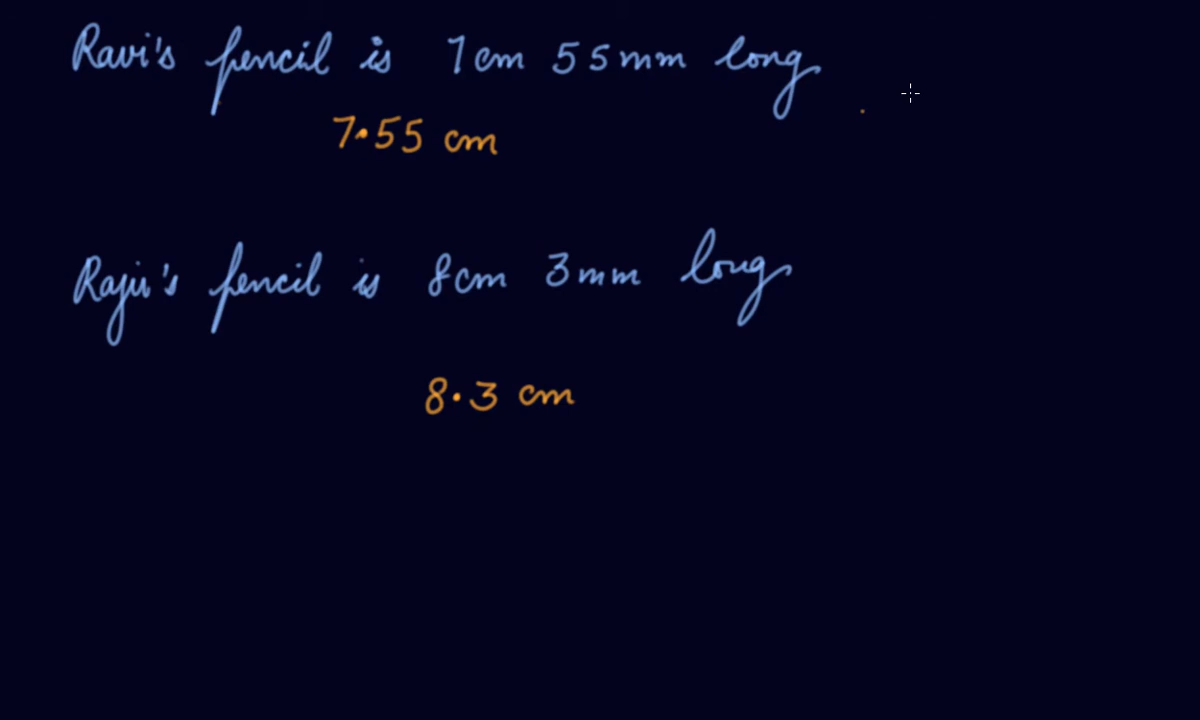 Ravi's pencil is 7cm 55mm long
7.55 cm
Raju's pencil is 8cm 3mm long
8.3 cm